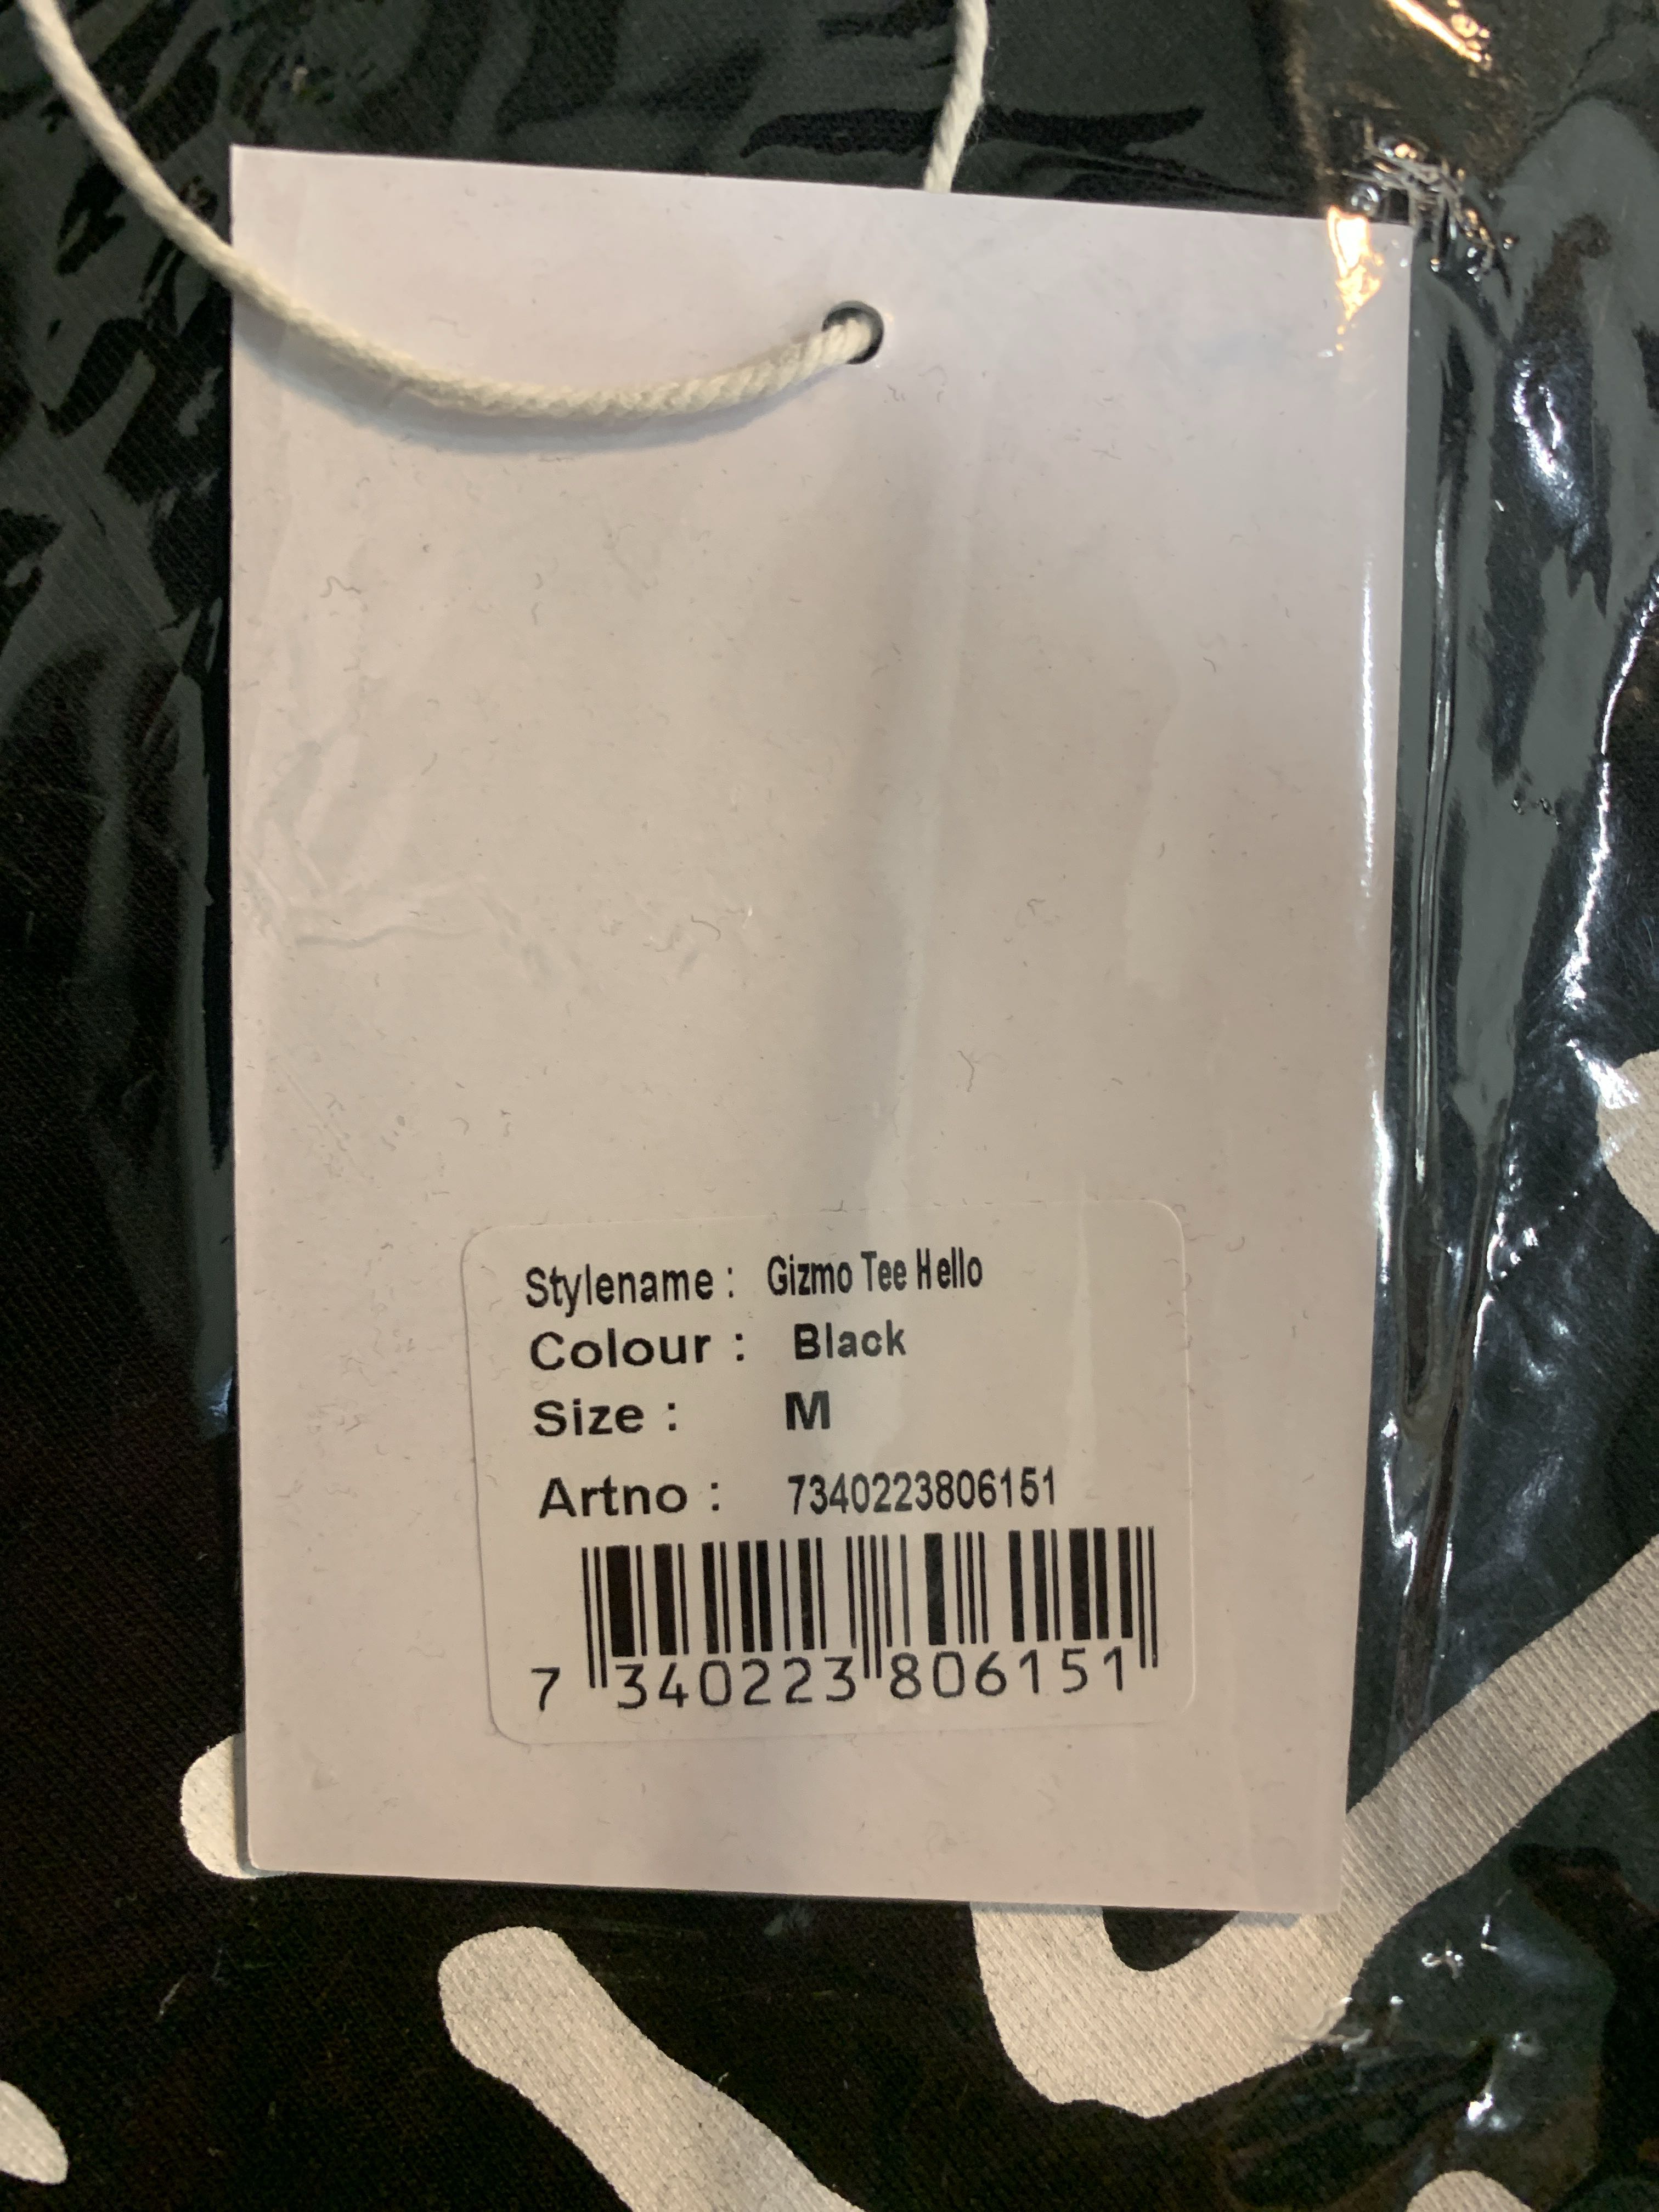 Stylename : Gizmo Tee Hello
Colour : Black
Size : M
Artno : 7340223806151
7 340223 806151